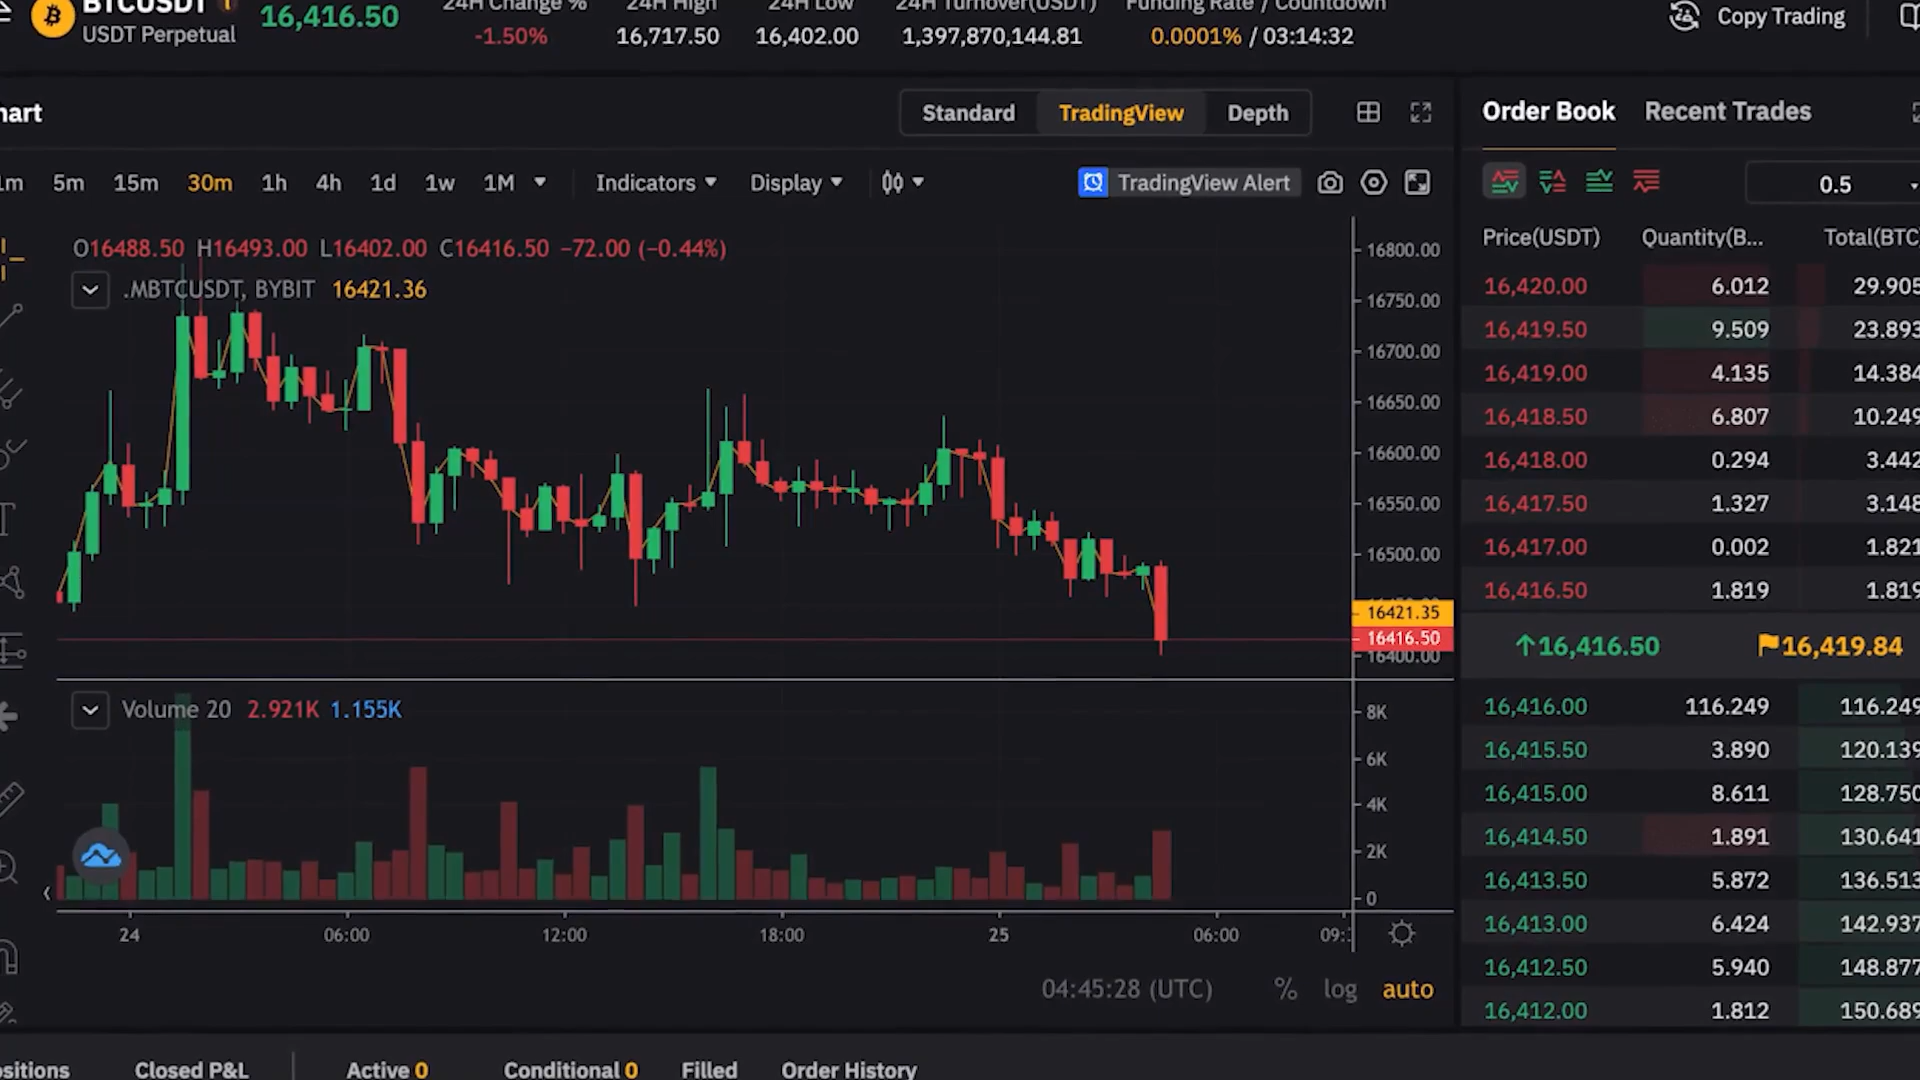 BTCUSDT
USDT Perpetual
16,416.50
24H Change %
-1.50%
24H High
16,717.50
24H Low
16,402.00
24H Turnover(USDT)
1,397,870,144.81
Funding Rate / Countdown
0.0001% / 03:14:32
Copy Trading
hart
Standard
TradingView
Depth
1m 5m 15m 30m 1h 4h 1d 1w 1M
Indicators
Display
TradingView Alert
O16488.50 H16493.00 L16402.00 C16416.50 −72.00 (−0.44%)
.MBTCUSDT, BYBIT 16421.36
16800.00
16750.00
16700.00
16650.00
16600.00
16550.00
16500.00
16421.35
16416.50
16400.00
Volume 20 2.921K 1.155K
8K
6K
4K
2K
0
24 06:00 12:00 18:00 25 06:00 09:
04:45:28 (UTC) % log auto
Order Book
Recent Trades
0.5
Price(USDT) Quantity(B... Total(BTC
16,420.00 6.012 29.905
16,419.50 9.509 23.893
16,419.00 4.135 14.384
16,418.50 6.807 10.249
16,418.00 0.294 3.442
16,417.50 1.327 3.148
16,417.00 0.002 1.821
16,416.50 1.819 1.819
↑16,416.50 16,419.84
16,416.00 116.249 116.249
16,415.50 3.890 120.139
16,415.00 8.611 128.750
16,414.50 1.891 130.641
16,413.50 5.872 136.513
16,413.00 6.424 142.937
16,412.50 5.940 148.877
16,412.00 1.812 150.689
ositions
Closed P&L
Active 0
Conditional 0
Filled
Order History